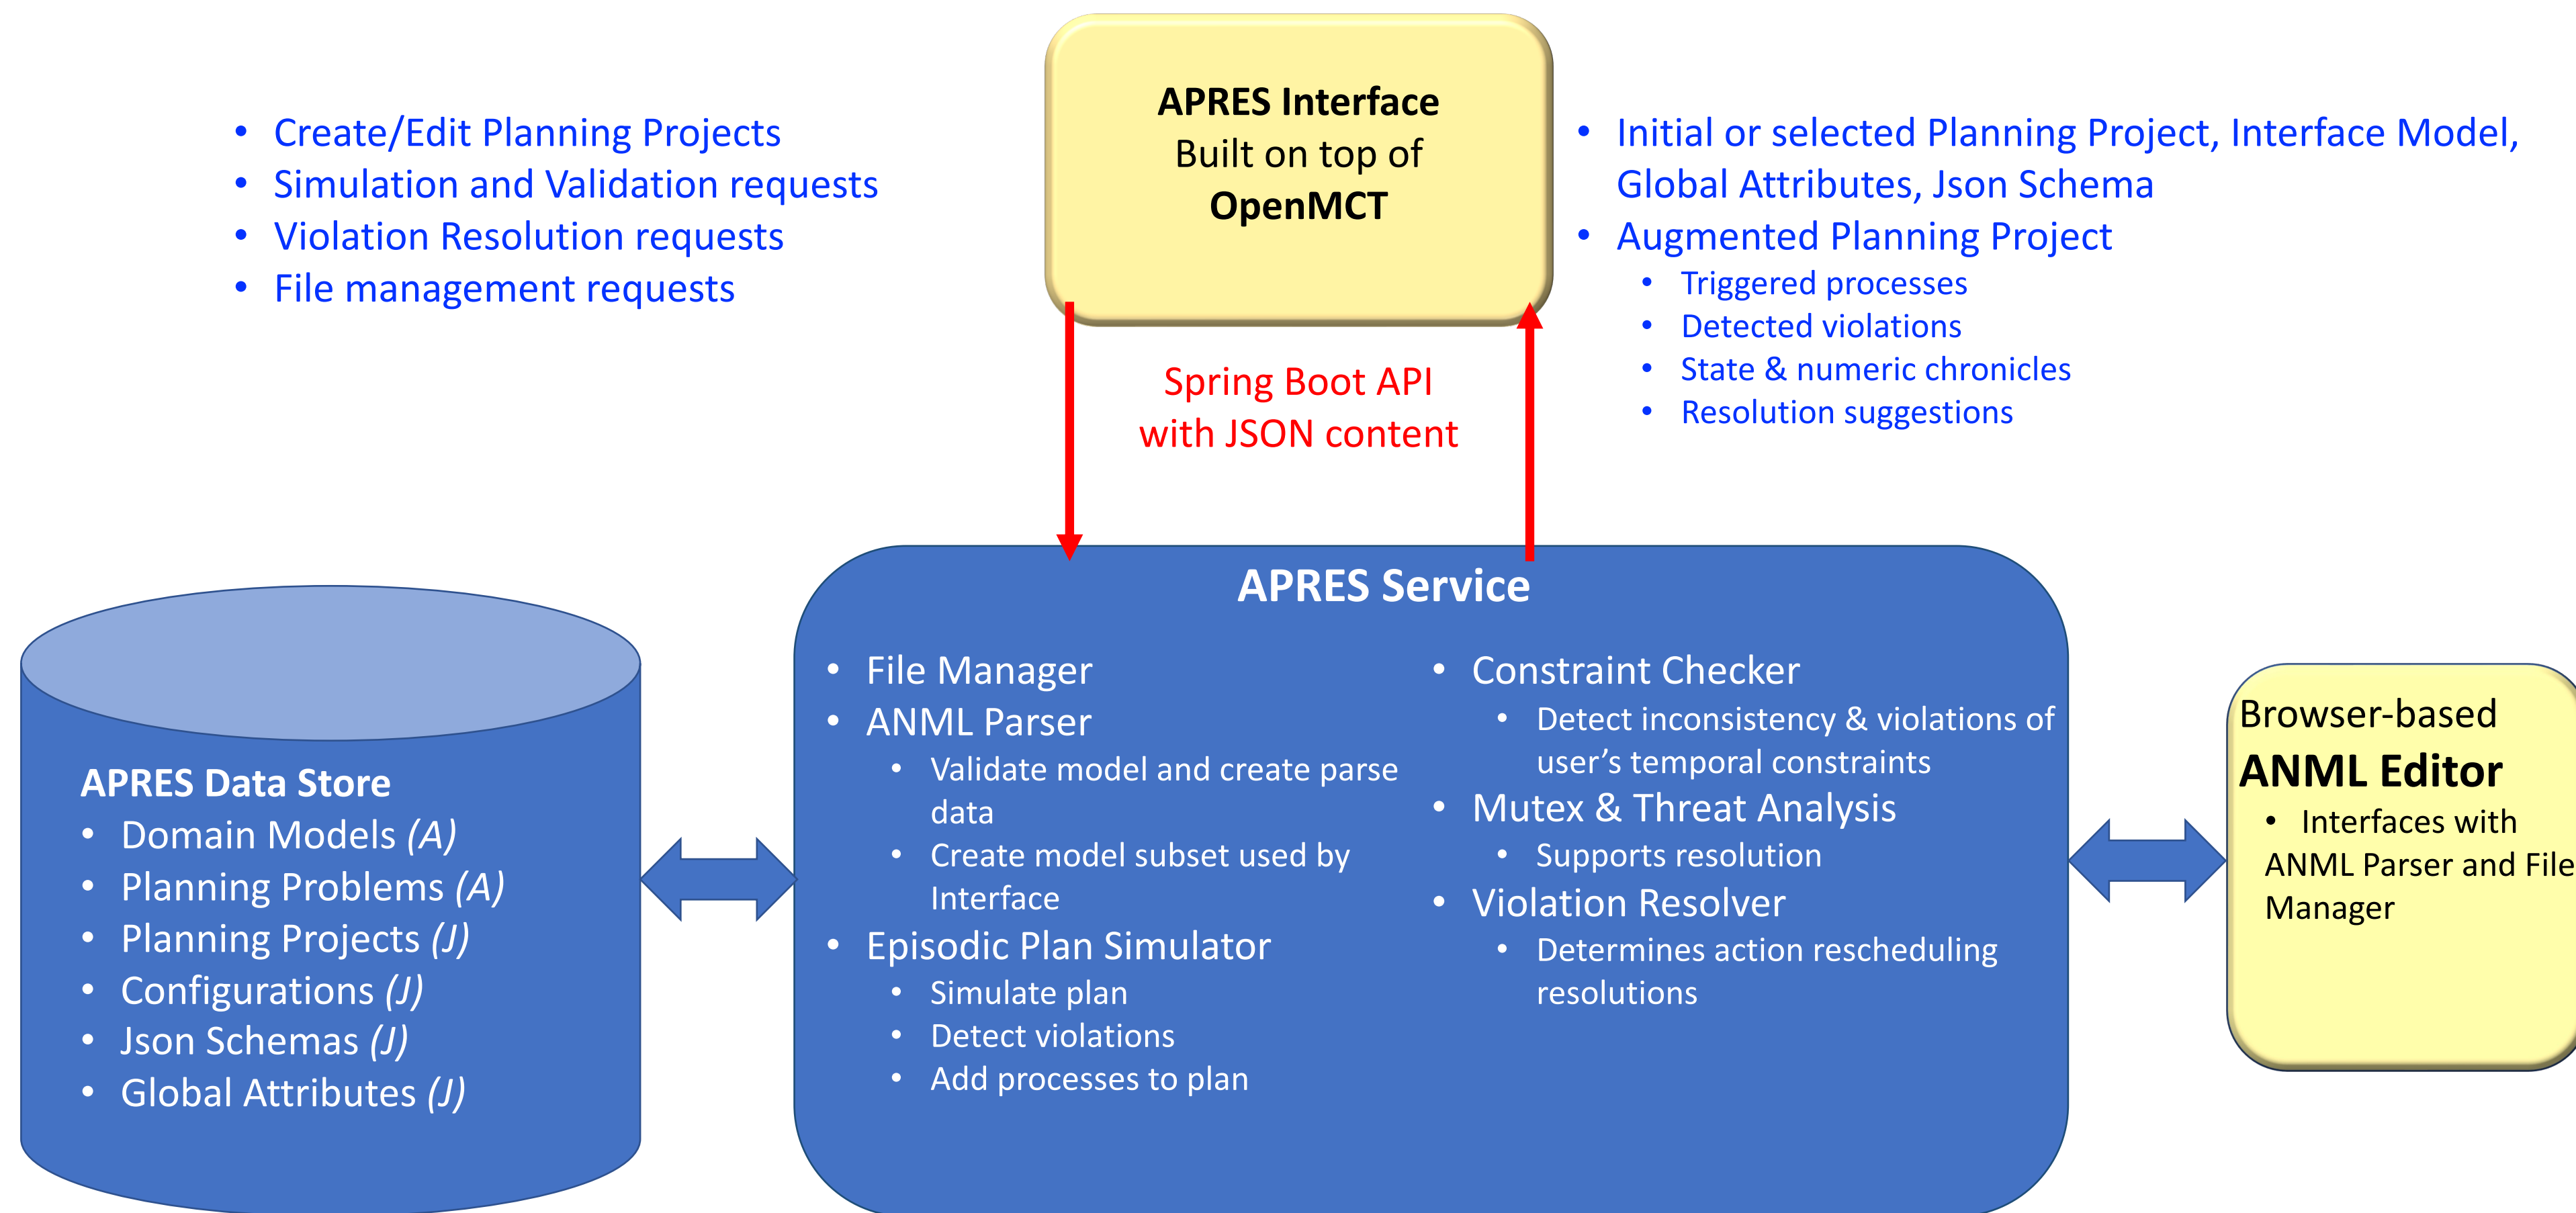 APRES Interface
Built on top of
OpenMCT
• Create/Edit Planning Projects
• Simulation and Validation requests
• Violation Resolution requests
• File management requests
• Initial or selected Planning Project, Interface Model,
Global Attributes, Json Schema
• Augmented Planning Project
• Triggered processes
• Detected violations
• State & numeric chronicles
• Resolution suggestions
Spring Boot API
with JSON content
APRES Data Store
• Domain Models (A)
• Planning Problems (A)
• Planning Projects (J)
• Configurations (J)
• Json Schemas (J)
• Global Attributes (J)
APRES Service
• File Manager
• ANML Parser
• Validate model and create parse
data
• Create model subset used by
Interface
• Episodic Plan Simulator
• Simulate plan
• Detect violations
• Add processes to plan
• Constraint Checker
• Detect inconsistency & violations of
user’s temporal constraints
• Mutex & Threat Analysis
• Supports resolution
• Violation Resolver
• Determines action rescheduling
resolutions
Browser-based
ANML Editor
• Interfaces with
ANML Parser and File
Manager